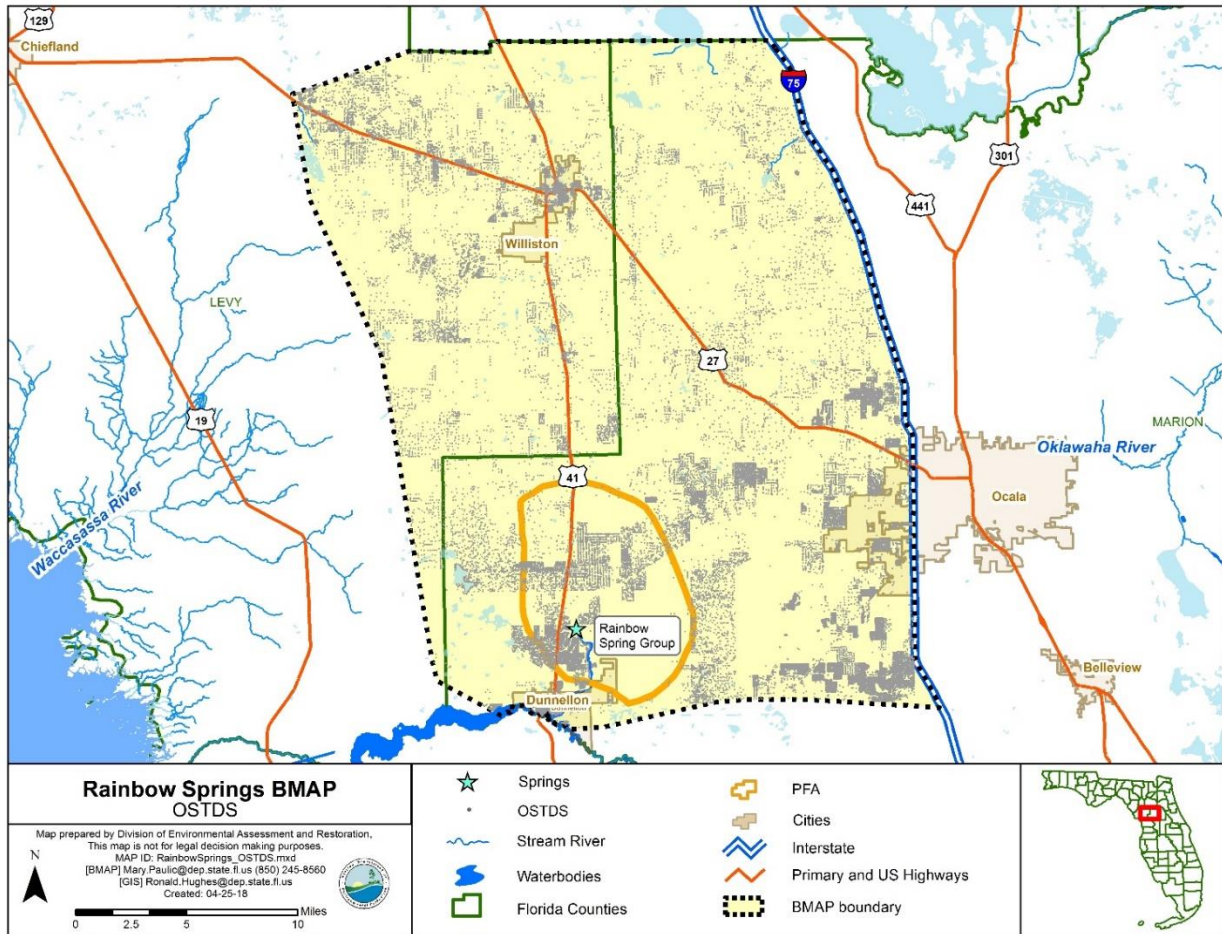 129
Chiefland
75
301
441
Williston
LEVY
27
19
MARION
Oklawaha River
41
Ocala
Waccasassa River
Rainbow
Spring Group
Belleview
Dunnellon
Rainbow Springs BMAP
OSTDS
Map prepared by Division of Environmental Assessment and Restoration,
This map is not for legal decision making purposes.
MAP ID: RainbowSprings_OSTDS.mxd
[BMAP] Mary.Paulic@dep.state.fl.us (850) 245-8560
[GIS] Ronald.Hughes@dep.state.fl.us
Created: 04-25-18
N
Miles
0 2.5 5 10
Springs
OSTDS
Stream River
Waterbodies
Florida Counties
PFA
Cities
Interstate
Primary and US Highways
BMAP boundary